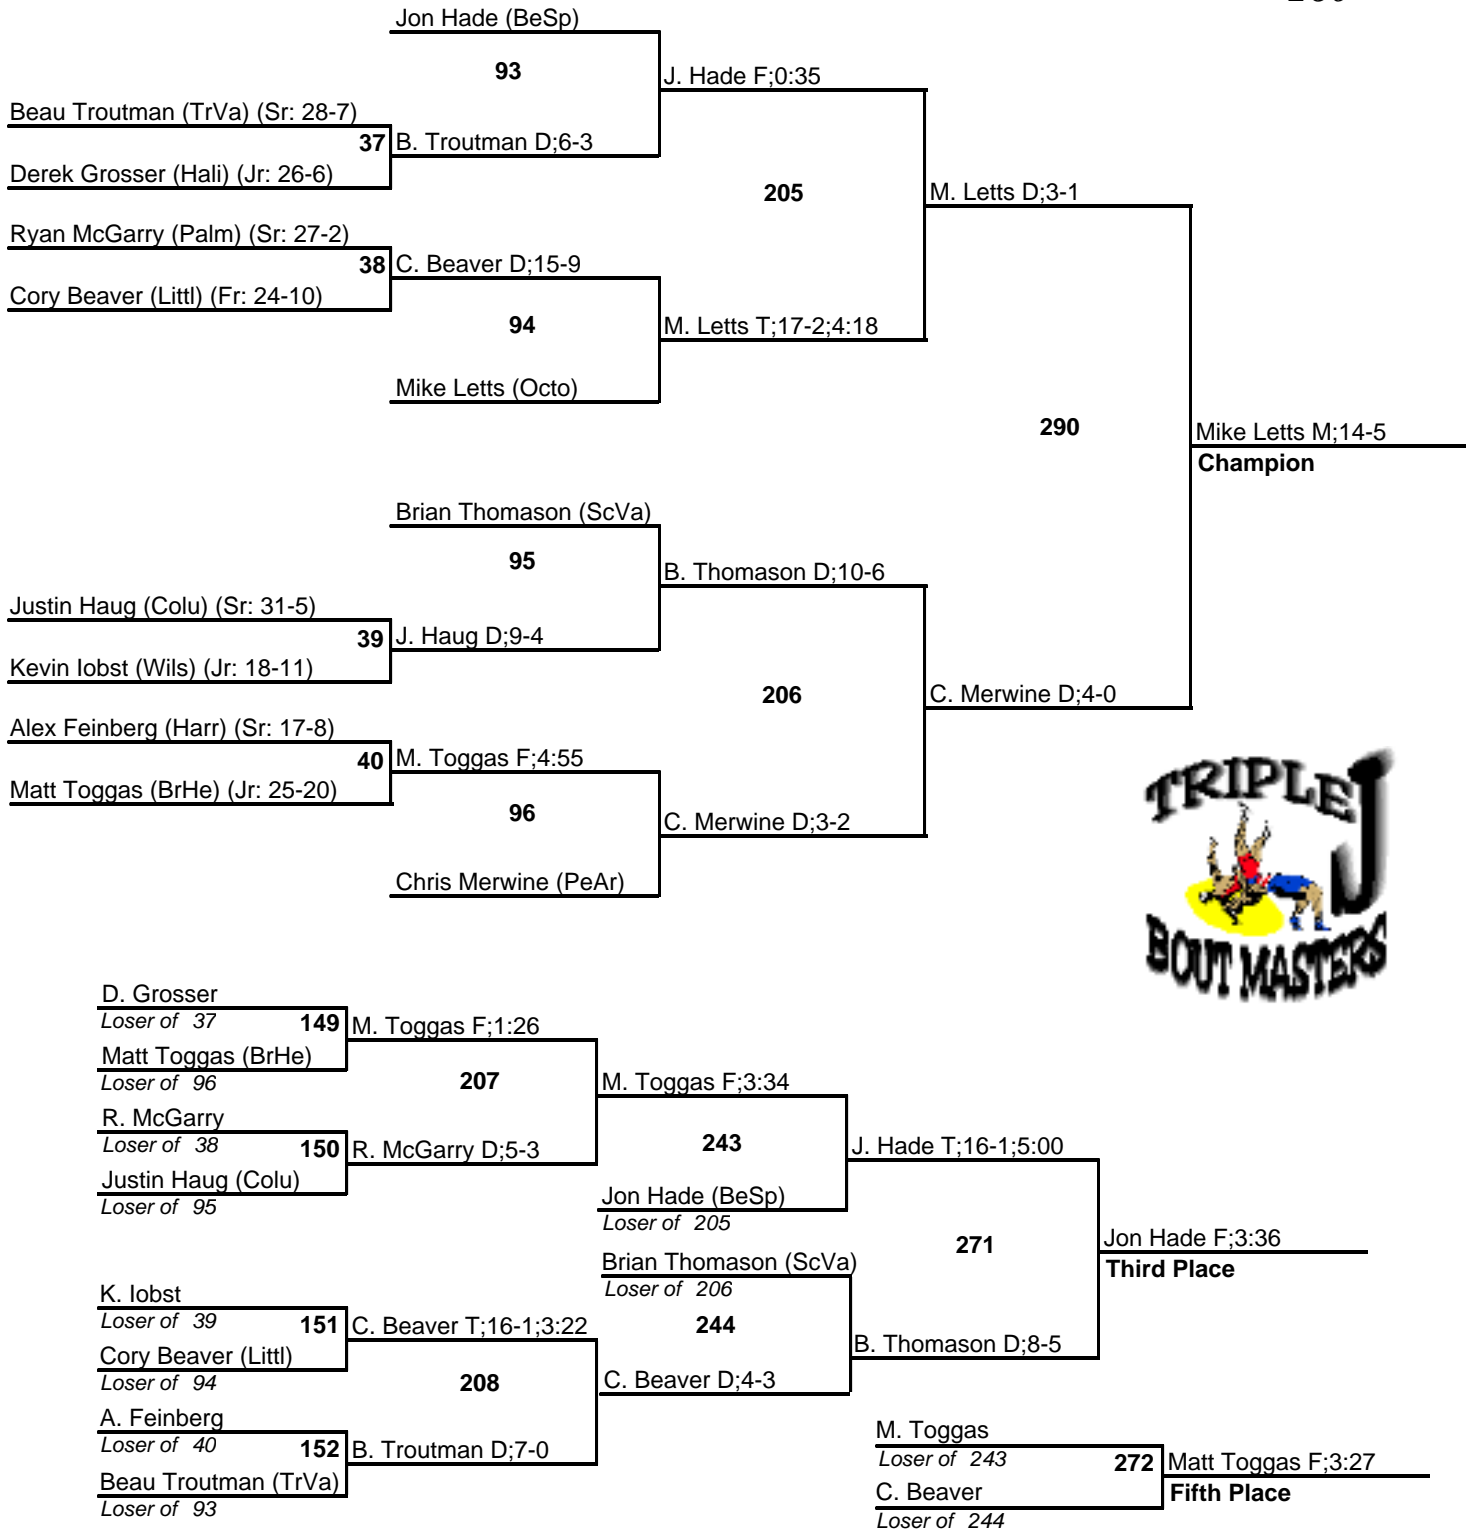 Jon Hade (BeSp)
93
J. Hade F;0:35
Beau Troutman (TrVa) (Sr: 28-7)
37 B. Troutman D;6-3
Derek Grosser (Hali) (Jr: 26-6)
205
M. Letts D;3-1
Ryan McGarry (Palm) (Sr: 27-2)
38 C. Beaver D;15-9
Cory Beaver (Littl) (Fr: 24-10)
94
M. Letts T;17-2;4:18
Mike Letts (Octo)
290
Mike Letts M;14-5
Champion
Brian Thomason (ScVa)
95
B. Thomason D;10-6
Justin Haug (Colu) (Sr: 31-5)
39 J. Haug D;9-4
Kevin Iobst (Wils) (Jr: 18-11)
206
C. Merwine D;4-0
Alex Feinberg (Harr) (Sr: 17-8)
40 M. Toggas F;4:55
Matt Toggas (BrHe) (Jr: 25-20)
96
C. Merwine D;3-2
Chris Merwine (PeAr)
TRIPLE J
BOUT MASTERS
D. Grosser
Loser of 37
149 M. Toggas F;1:26
Matt Toggas (BrHe)
Loser of 96
207
M. Toggas F;3:34
R. McGarry
Loser of 38
150 R. McGarry D;5-3
Justin Haug (Colu)
Loser of 95
243
J. Hade T;16-1;5:00
Jon Hade (BeSp)
Loser of 205
271
Jon Hade F;3:36
Third Place
Brian Thomason (ScVa)
Loser of 206
K. Iobst
Loser of 39
151 C. Beaver T;16-1;3:22
Cory Beaver (Littl)
Loser of 94
244
B. Thomason D;8-5
208
C. Beaver D;4-3
A. Feinberg
Loser of 40
152 B. Troutman D;7-0
Beau Troutman (TrVa)
Loser of 93
M. Toggas
Loser of 243
272 Matt Toggas F;3:27
C. Beaver
Fifth Place
Loser of 244